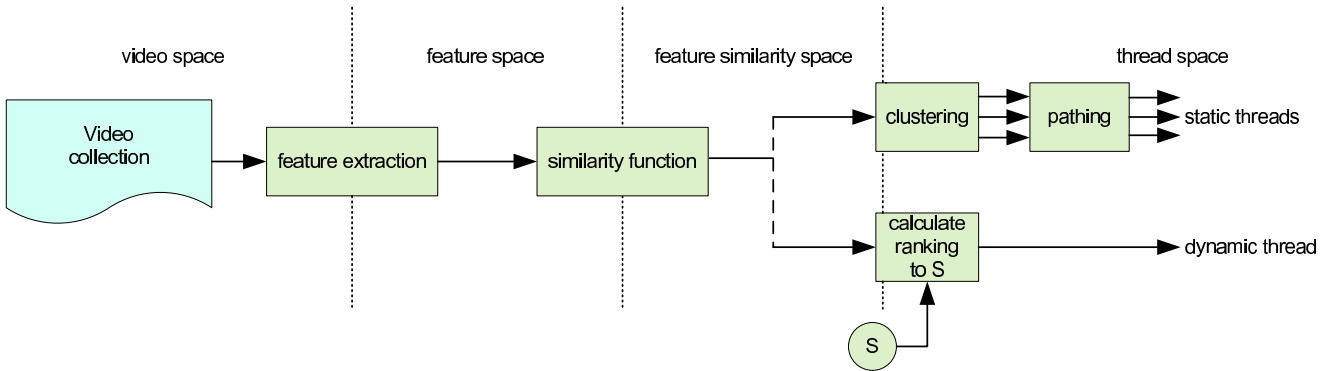 video space
feature space
feature similarity space
thread space
Video
collection
feature extraction
similarity function
clustering
pathing
static threads
calculate
ranking
to S
dynamic thread
S